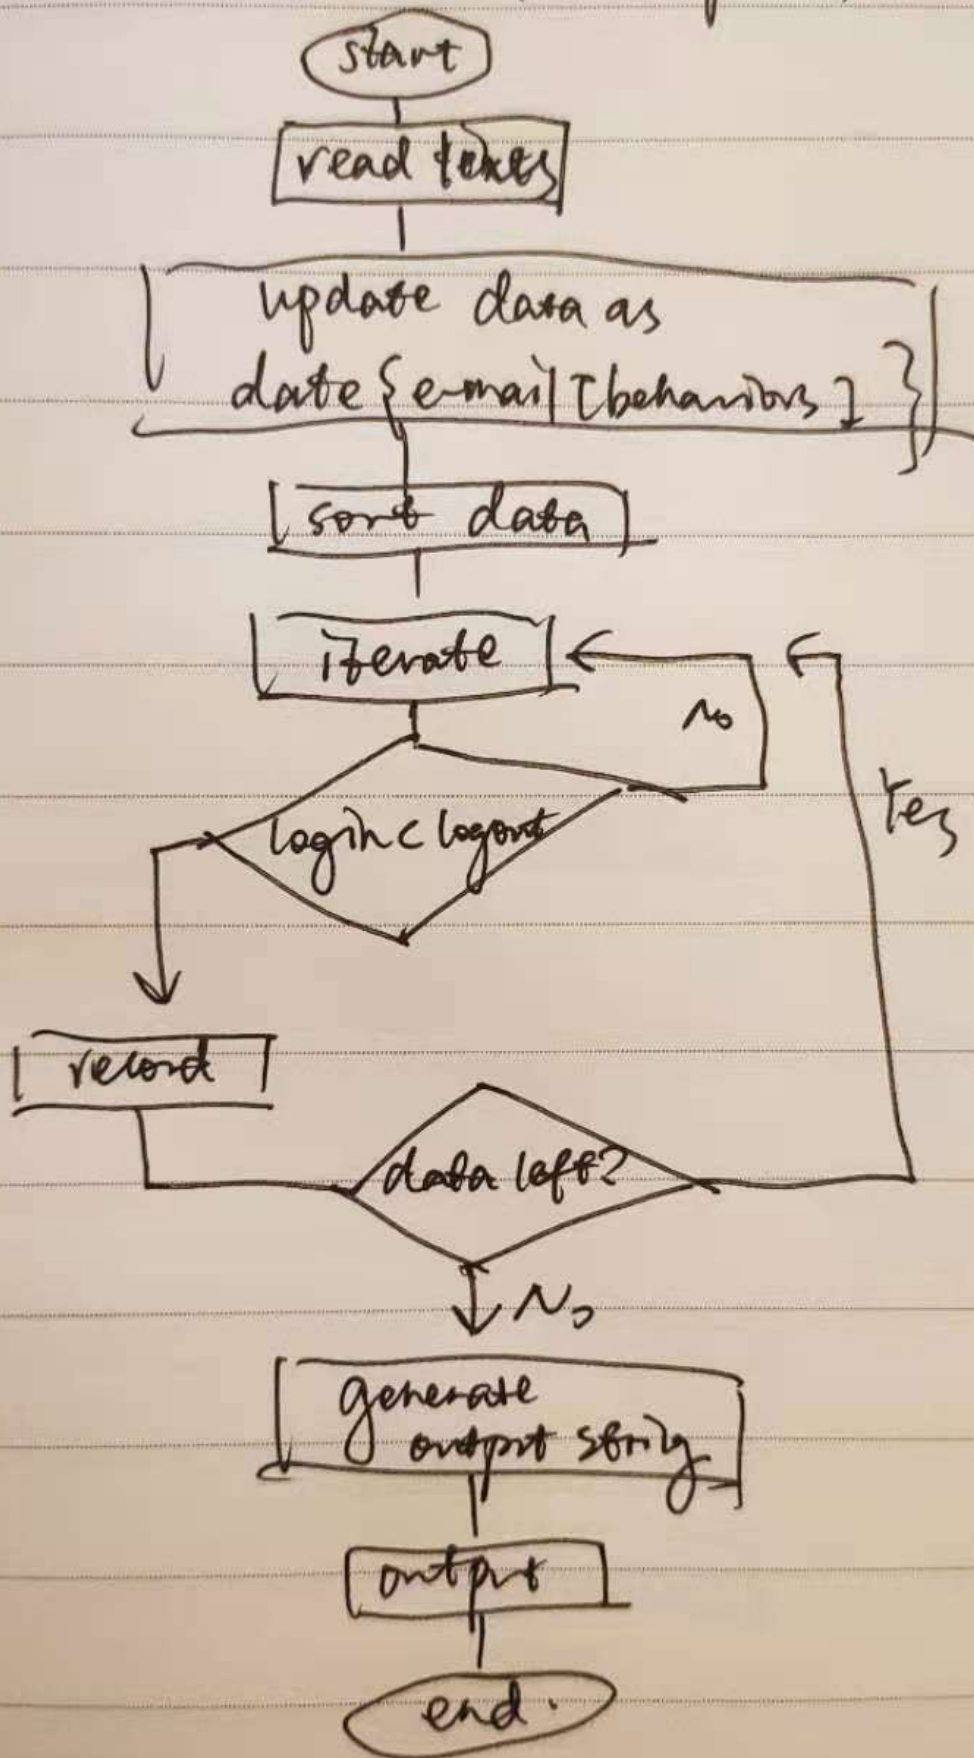 start
read texts
update data as
date {e-mail [behaviors] }
sort data
iterate
No
login < logout
Yes
record
data left?
No
generate
output string
output
end.